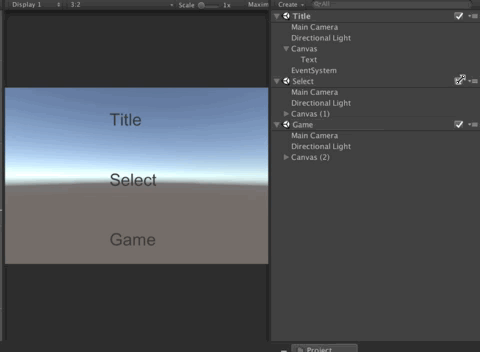 Display 1 3:2 Scale 1x Maxim
Create All
Title
Main Camera
Directional Light
Canvas
Text
EventSystem
Select
Main Camera
Directional Light
Canvas (1)
Game
Main Camera
Directional Light
Canvas (2)
Title
Select
Game
Project